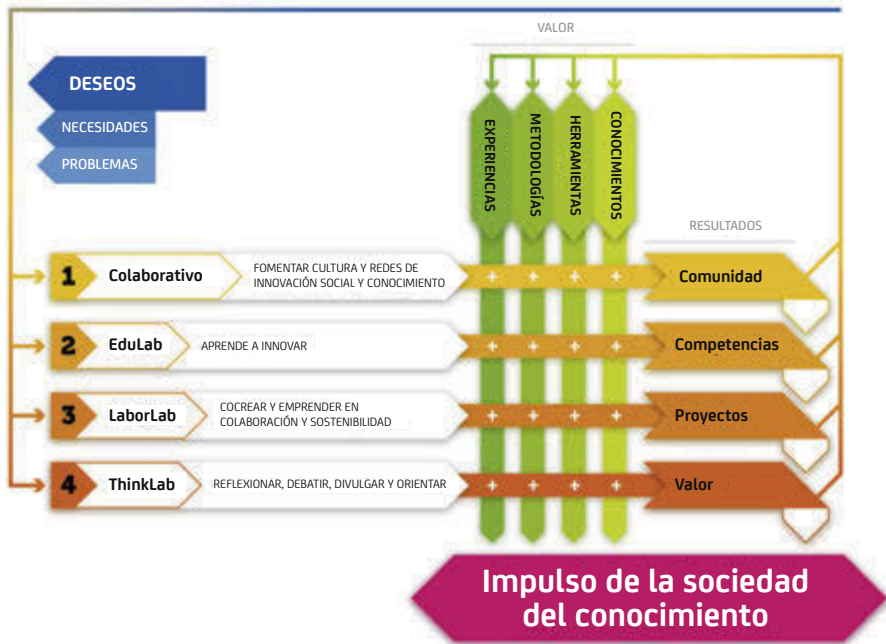 VALOR
DESEOS
NECESIDADES
PROBLEMAS
EXPERIENCIAS
METODOLOGÍAS
HERRAMIENTAS
CONOCIMIENTOS
RESULTADOS
1 Colaborativo
FOMENTAR CULTURA Y REDES DE
INNOVACIÓN SOCIAL Y CONOCIMIENTO
+ + + +
Comunidad
2 EduLab
APRENDE A INNOVAR
+ + + +
Competencias
3 LaborLab
COCREAR Y EMPRENDER EN
COLABORACIÓN Y SOSTENIBILIDAD
+ + + +
Proyectos
4 ThinkLab
REFLEXIONAR, DEBATIR, DIVULGAR Y ORIENTAR
+ + + +
Valor
Impulso de la sociedad
del conocimiento